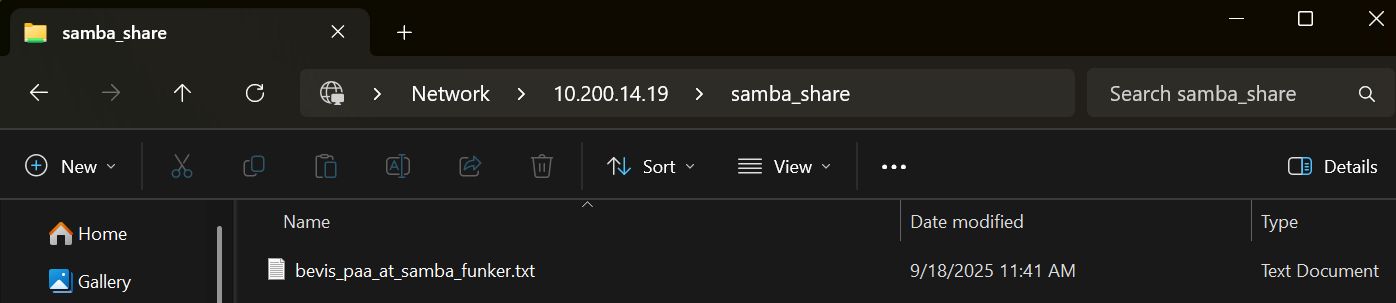 samba_share
Network > 10.200.14.19 > samba_share
Search samba_share
New
Sort
View
Details
Home
Gallery
Name
Date modified
Type
bevis_paa_at_samba_funker.txt
9/18/2025 11:41 AM
Text Document